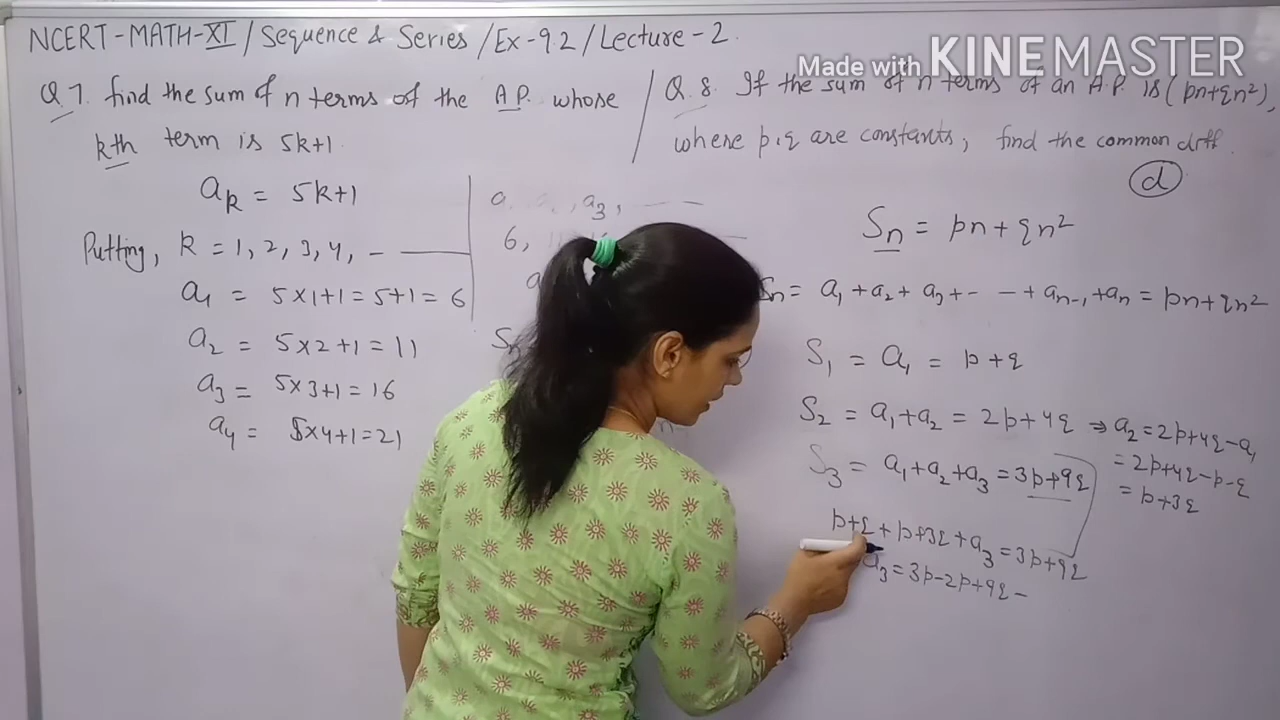 NCERT-MATH-XI / Sequence & Series / Ex-9.2 / Lecture-2.
Made with KINEMASTER
Q.7. find the sum of n terms of the A.P. whose
kth term is 5k+1.
ak = 5k+1
Putting, k = 1, 2, 3, 4, -
a1 = 5×1+1 = 5+1 = 6
a2 = 5×2+1 = 11
a3 = 5×3+1 = 16
a4 = 5×4+1 = 21
a3,
6,
Sn
Q.8. If the sum of n terms of an A.P. is (pn+qn²),
where p,q are constants, find the common diff.
d
Sn = pn+qn²
Sn = a1+a2+a3+- -+an-1+an = pn+qn²
S1 = a1 = p+q
S2 = a1+a2 = 2p+4q ⇒ a2 = 2p+4q-a1
= 2p+4q-p-q
= p+3q
S3 = a1+a2+a3 = 3p+9q
p+q+p+3q+a3 = 3p+9q
a3 = 3p-2p+9q-